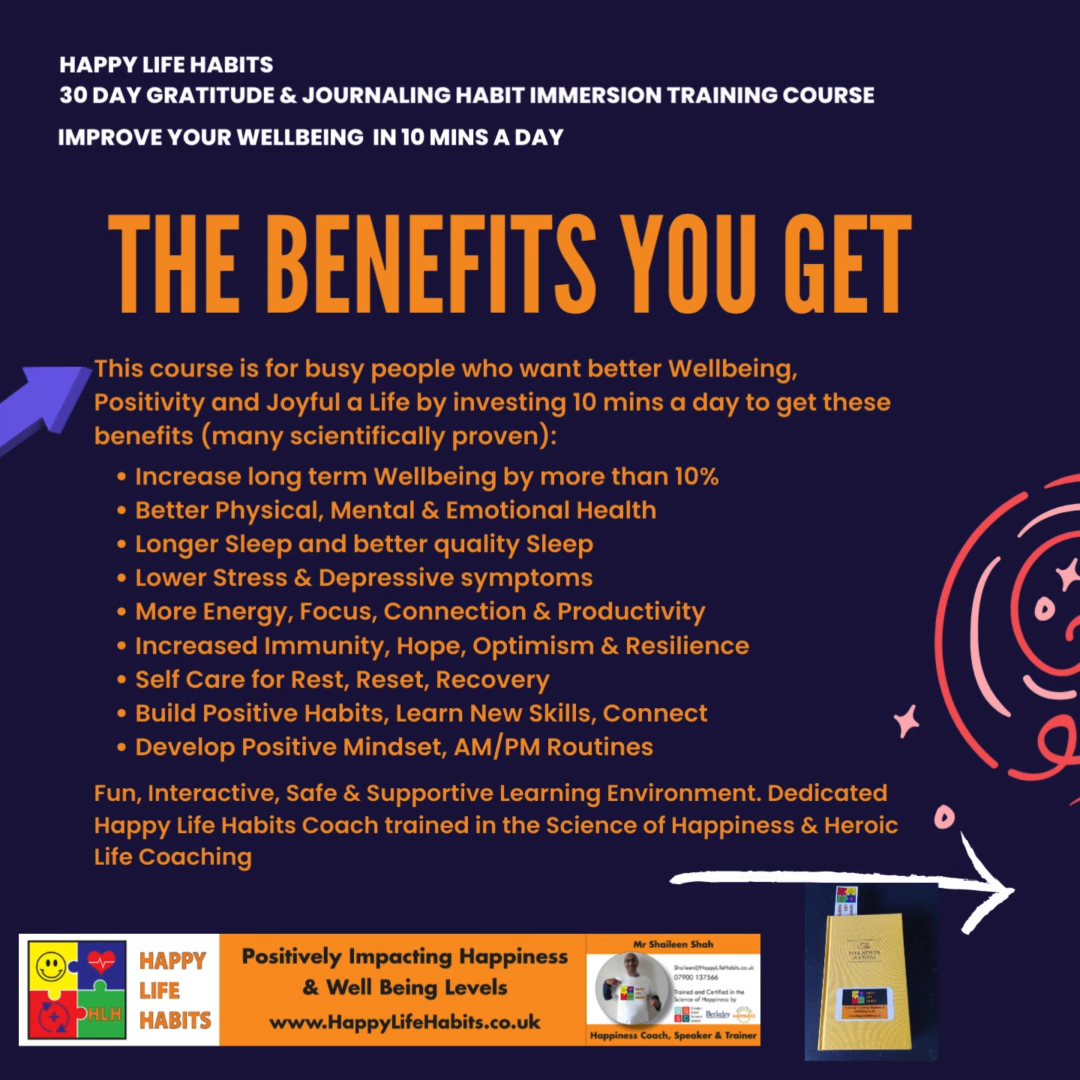 HAPPY LIFE HABITS
30 DAY GRATITUDE & JOURNALING HABIT IMMERSION TRAINING COURSE
IMPROVE YOUR WELLBEING IN 10 MINS A DAY
THE BENEFITS YOU GET
This course is for busy people who want better Wellbeing,
Positivity and Joyful a Life by investing 10 mins a day to get these
benefits (many scientifically proven):
• Increase long term Wellbeing by more than 10%
• Better Physical, Mental & Emotional Health
• Longer Sleep and better quality Sleep
• Lower Stress & Depressive symptoms
• More Energy, Focus, Connection & Productivity
• Increased Immunity, Hope, Optimism & Resilience
• Self Care for Rest, Reset, Recovery
• Build Positive Habits, Learn New Skills, Connect
• Develop Positive Mindset, AM/PM Routines
Fun, Interactive, Safe & Supportive Learning Environment. Dedicated
Happy Life Habits Coach trained in the Science of Happiness & Heroic
Life Coaching
HLH
HAPPY
LIFE
HABITS
Positively Impacting Happiness
& Well Being Levels
www.HappyLifeHabits.co.uk
Mr Shaileen Shah
Shaileen@HappyLifeHabits.co.uk
07900 137566
Trained and Certified in the
Science of Happiness by
Berkeley
Happiness Coach, Speaker & Trainer